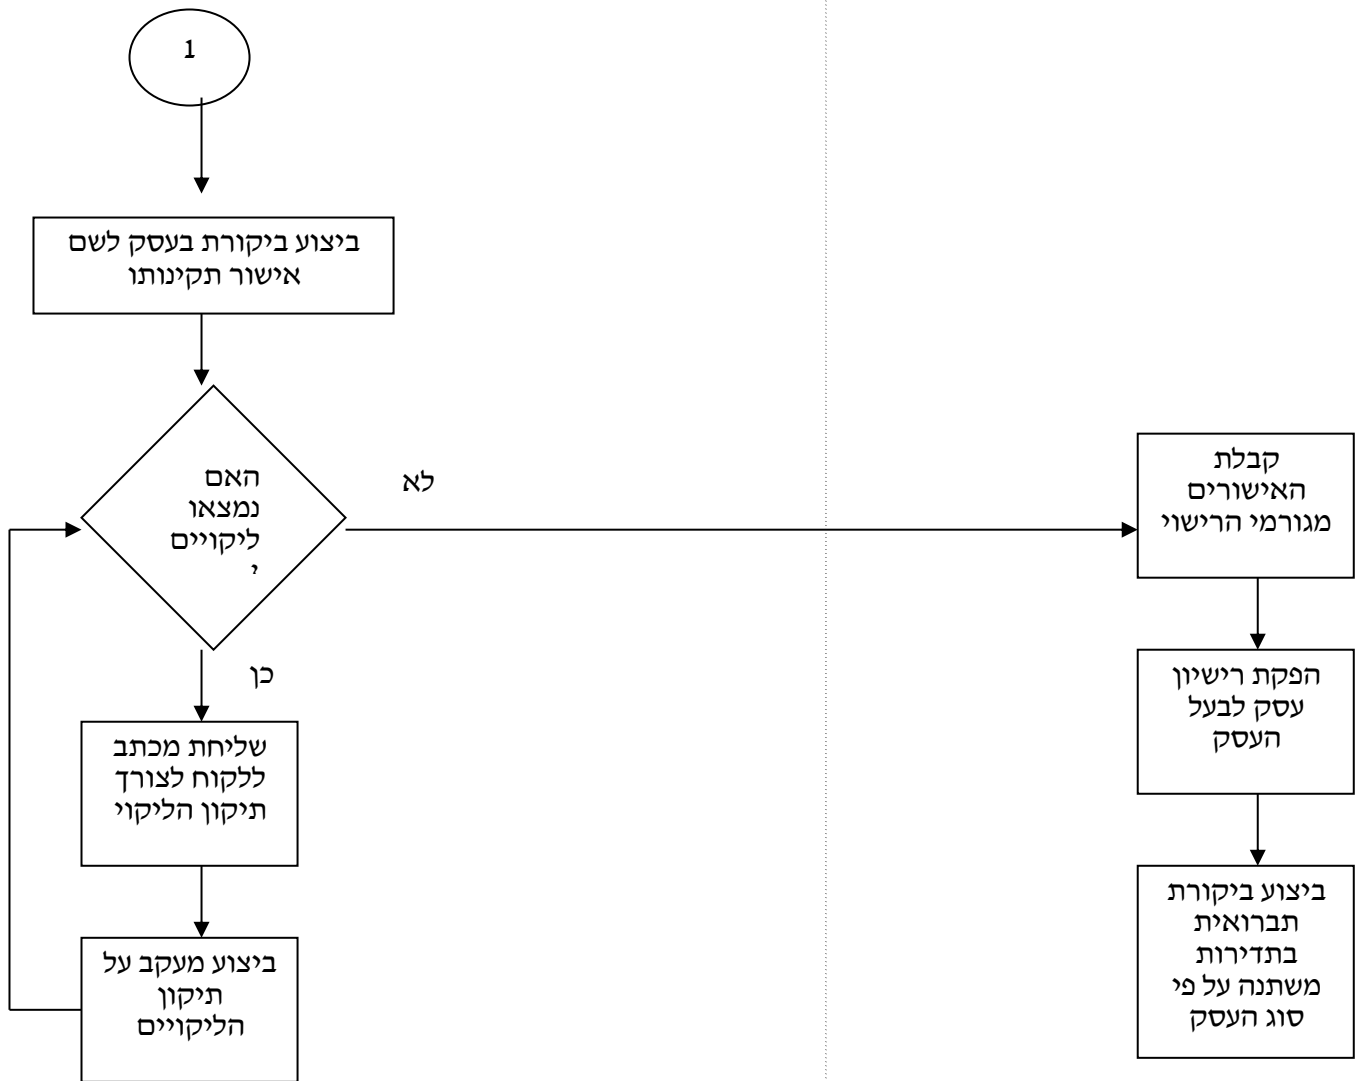 1
ביצוע ביקורת בעסק לשם
אישור תקינותו
האם
נמצאו
ליקויים
י
לא
כן
שליחת מכתב
ללקוח לצורך
תיקון הליקוי
ביצוע מעקב על
תיקון
הליקויים
קבלת
האישורים
מגורמי הרישוי
הפקת רישיון
עסק לבעל
העסק
ביצוע ביקורת
תברואית
בתדירות
משתנה על פי
סוג העסק